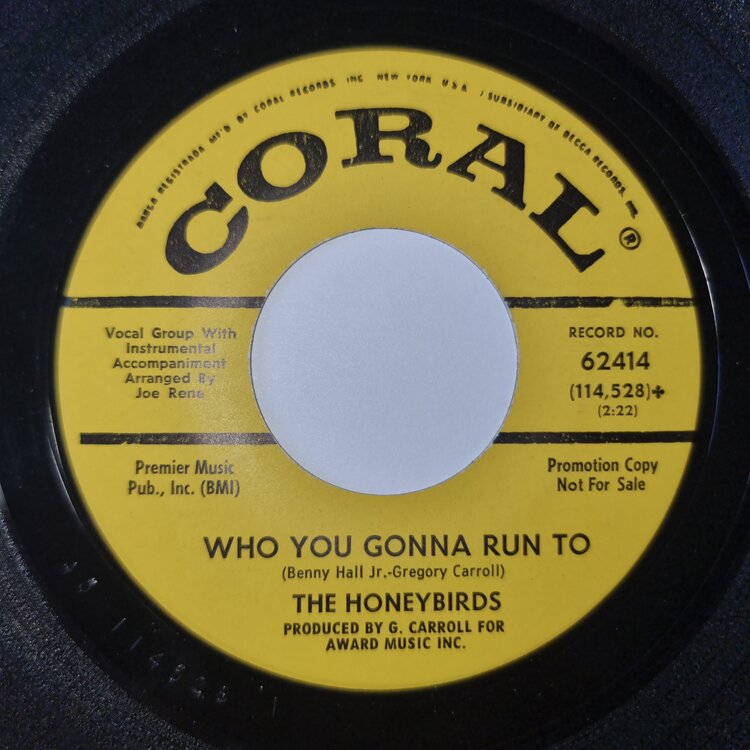 MARCA REGISTRADA MF'D BY CORAL RECORDS INC NEW YORK U.S.A. SUBSIDIARY OF DECCA RECORDS, INC.
CORAL®
Vocal Group With
Instrumental
Accompaniment
Arranged By
Joe Rene
RECORD NO.
62414
(114,528)✤
(2:22)
Premier Music
Pub., Inc. (BMI)
Promotion Copy
Not For Sale
WHO YOU GONNA RUN TO
(Benny Hall Jr.-Gregory Carroll)
THE HONEYBIRDS
PRODUCED BY G. CARROLL FOR
AWARD MUSIC INC.